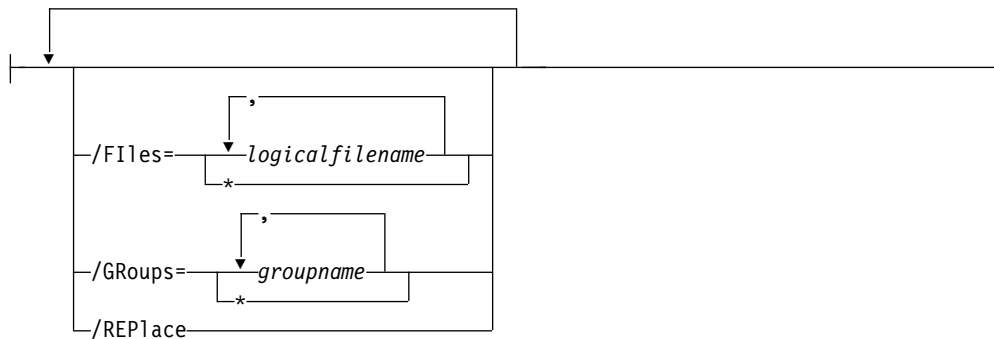 ,
/FIles= logicalfilename
*
,
/GRoups= groupname
*
/REPlace